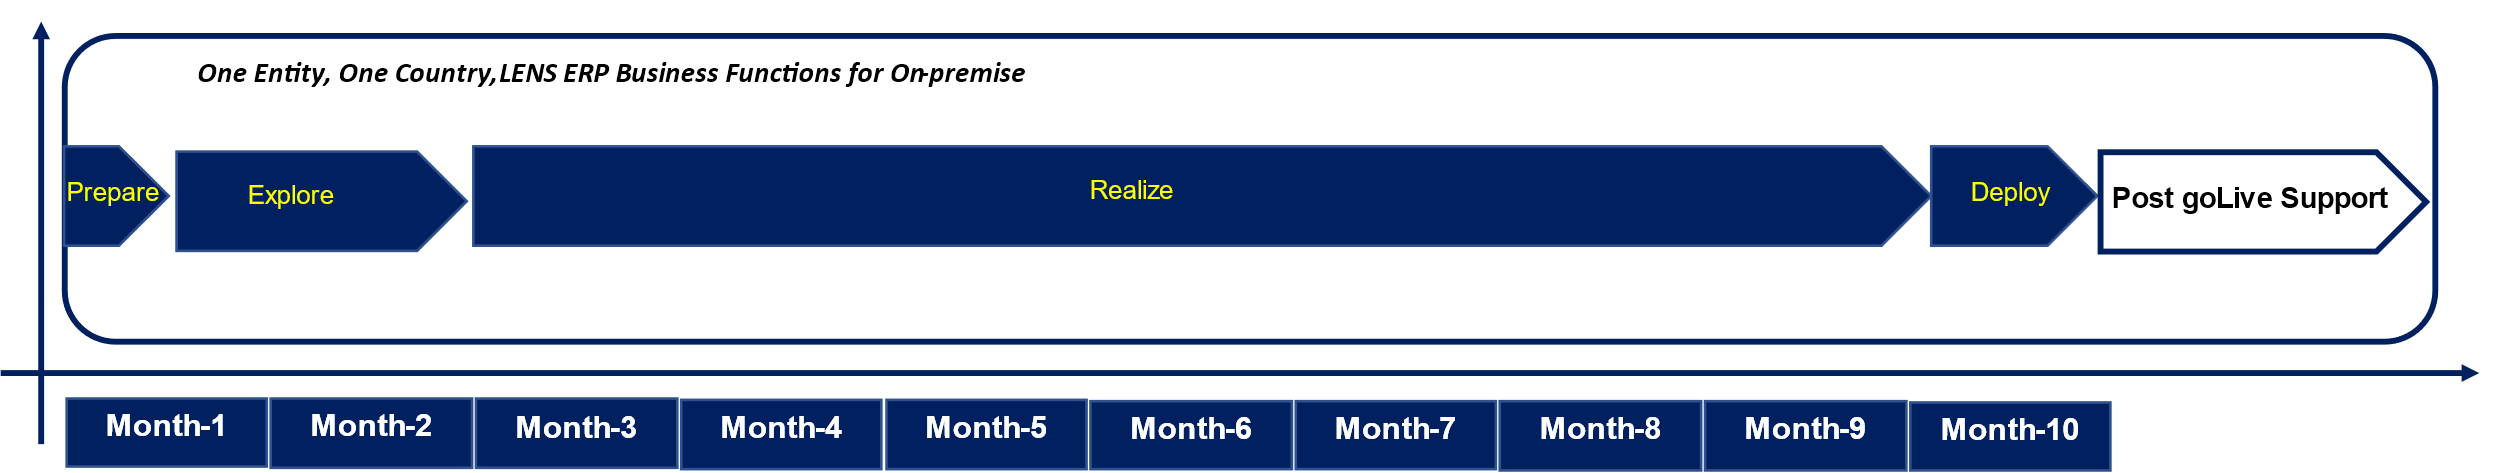 One Entity, One Country,LENS ERP Business Functions for On-premise
Prepare
Explore
Realize
Deploy
Post goLive Support
Month-1
Month-2
Month-3
Month-4
Month-5
Month-6
Month-7
Month-8
Month-9
Month-10